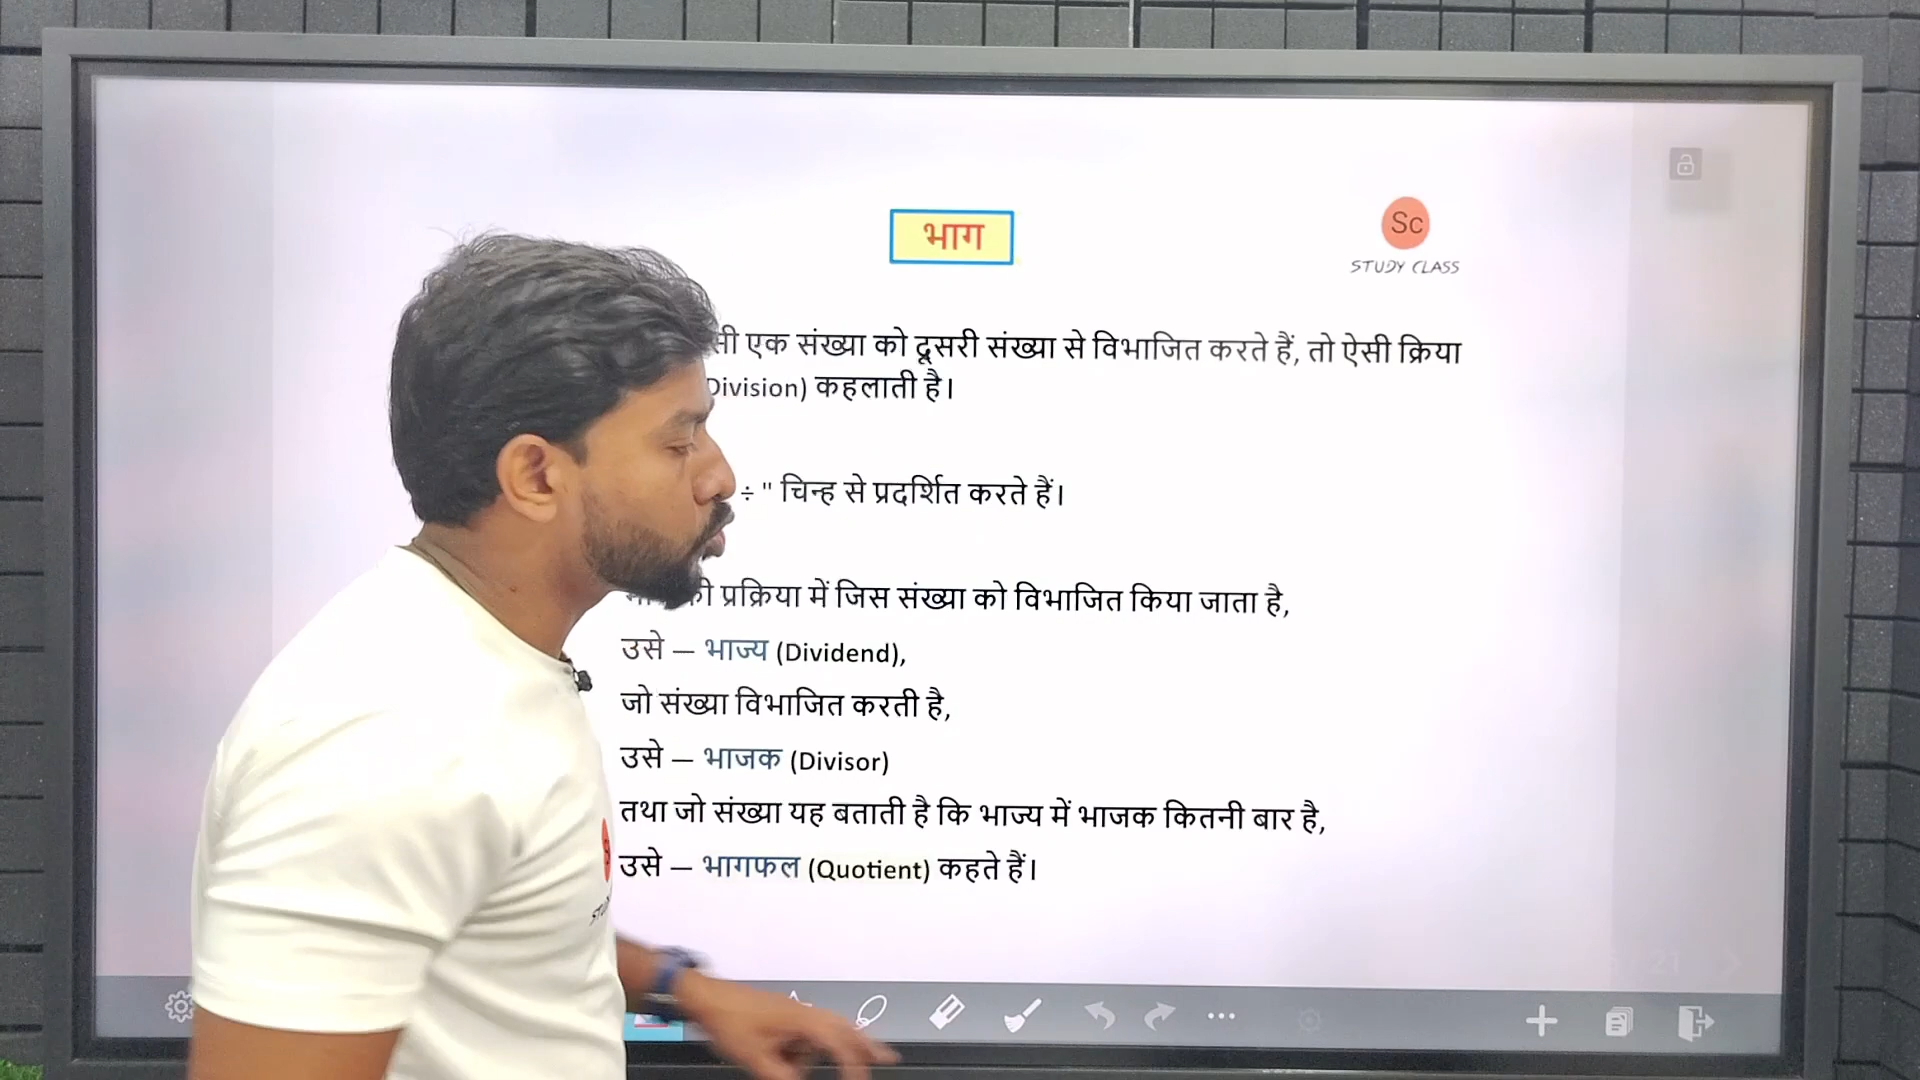 भाग
Sc
STUDY CLASS
एक संख्या को दूसरी संख्या से विभाजित करते हैं, तो ऐसी क्रिया
Division) कहलाती है।
÷ " चिन्ह से प्रदर्शित करते हैं।
की प्रक्रिया में जिस संख्या को विभाजित किया जाता है,
उसे — भाज्य (Dividend),
जो संख्या विभाजित करती है,
उसे — भाजक (Divisor)
तथा जो संख्या यह बताती है कि भाज्य में भाजक कितनी बार है,
उसे — भागफल (Quotient) कहते हैं।